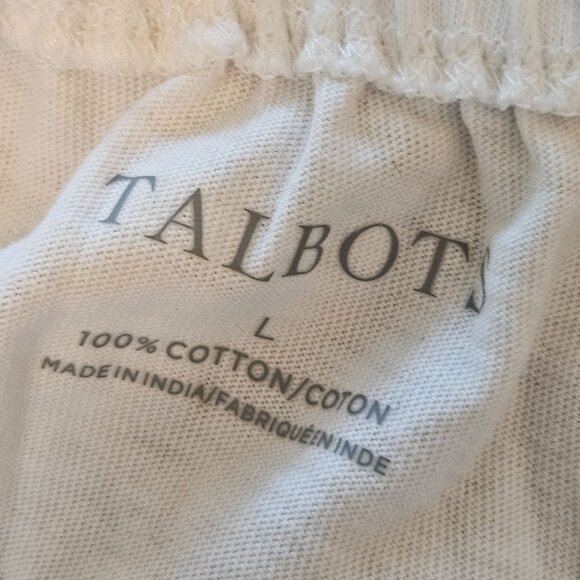 TALBOTS
L
100% COTTON/COTON
MADE IN INDIA/FABRIQUÉ EN INDE